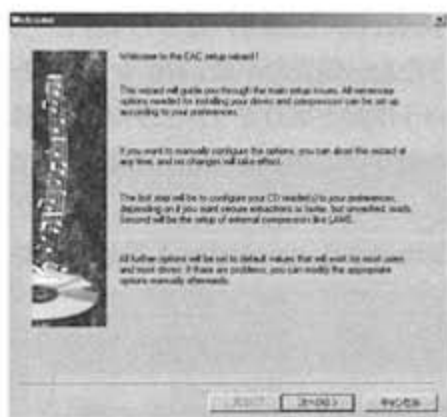 Welcome
Welcome to the EAC setup wizard !
This wizard will guide you through the main setup issues. All necessary
options needed for installing your drives and compression can be set up
according to your preferences.
If you want to manually configure the options, you can abort the wizard at
any time, and no changes will take effect.
The first step will be to configure your CD reader(s) to your preferences,
depending on if you want secure extractions or faster, but unverified, reads.
Second will be the setup of external compression like LAME.
All further options will be set to default values that will work for most users
and most drives. If there are problems, you can modify the appropriate
options manually afterwards.
次へ(N) >
キャンセル